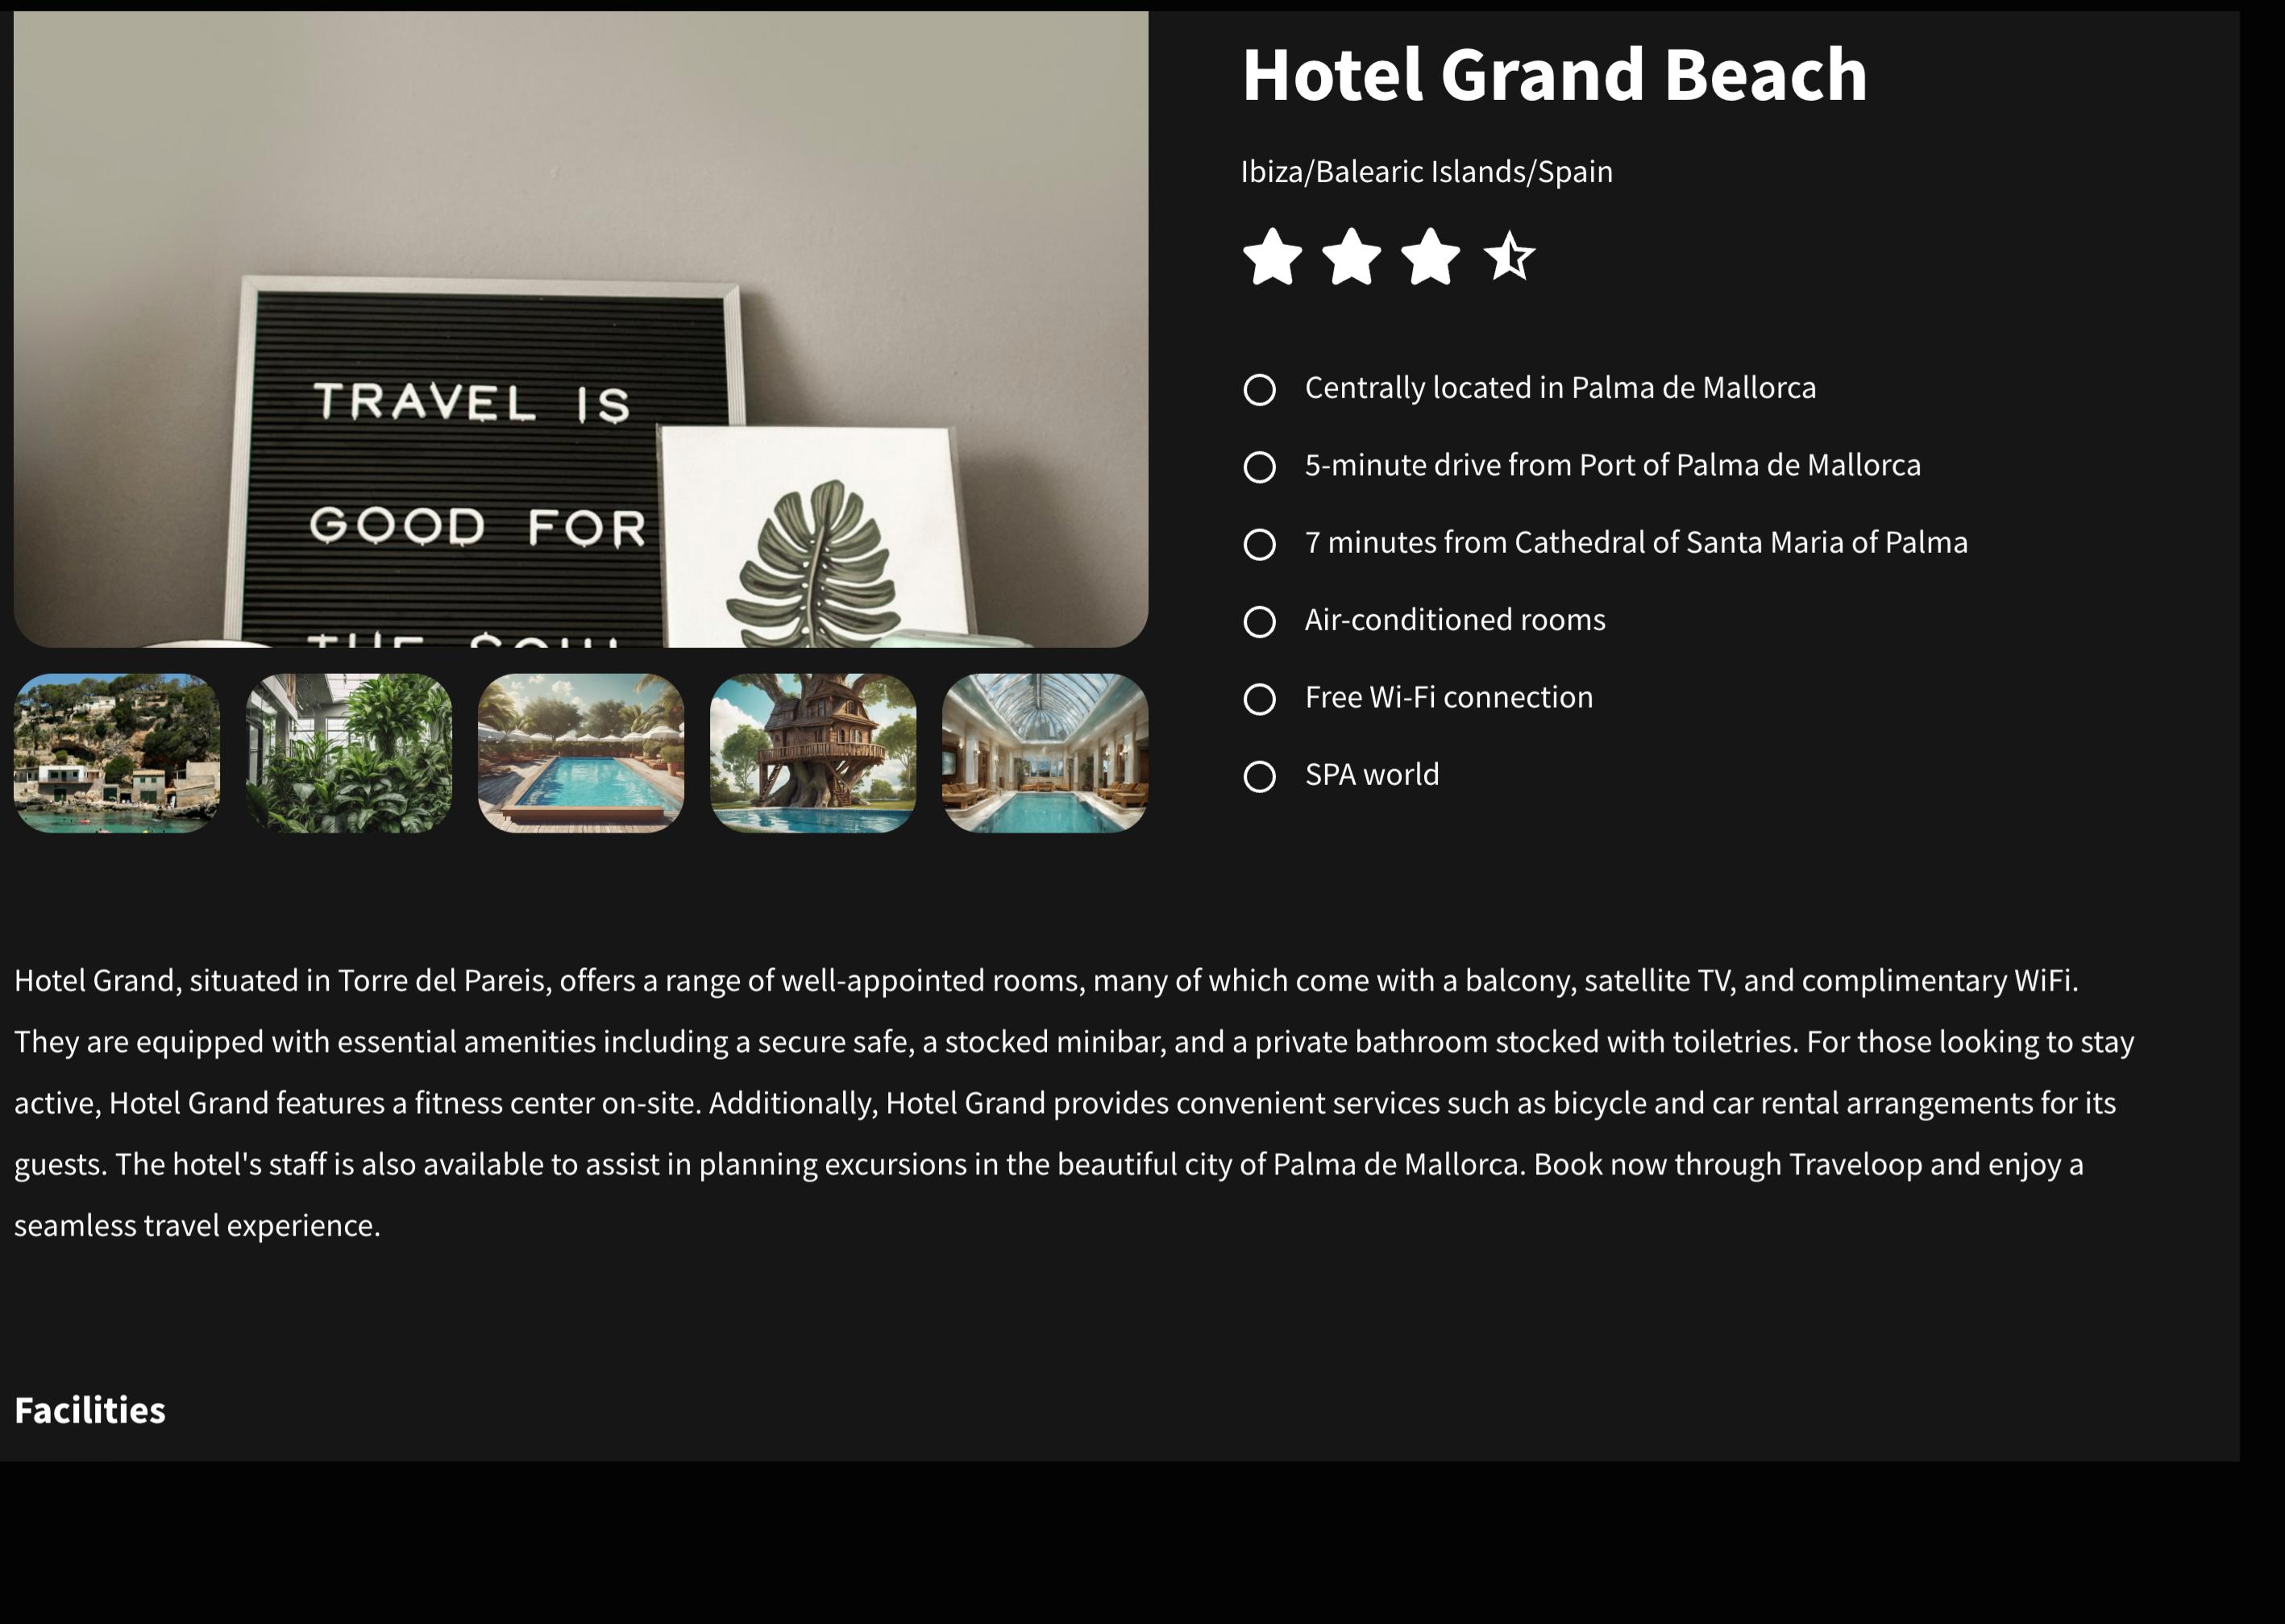 Hotel Grand Beach
Ibiza/Balearic Islands/Spain
TRAVEL IS
GOOD FOR
THE SOUL
Centrally located in Palma de Mallorca
5-minute drive from Port of Palma de Mallorca
7 minutes from Cathedral of Santa Maria of Palma
Air-conditioned rooms
Free Wi-Fi connection
SPA world
Hotel Grand, situated in Torre del Pareis, offers a range of well-appointed rooms, many of which come with a balcony, satellite TV, and complimentary WiFi.
They are equipped with essential amenities including a secure safe, a stocked minibar, and a private bathroom stocked with toiletries. For those looking to stay
active, Hotel Grand features a fitness center on-site. Additionally, Hotel Grand provides convenient services such as bicycle and car rental arrangements for its
guests. The hotel's staff is also available to assist in planning excursions in the beautiful city of Palma de Mallorca. Book now through Traveloop and enjoy a
seamless travel experience.
Facilities